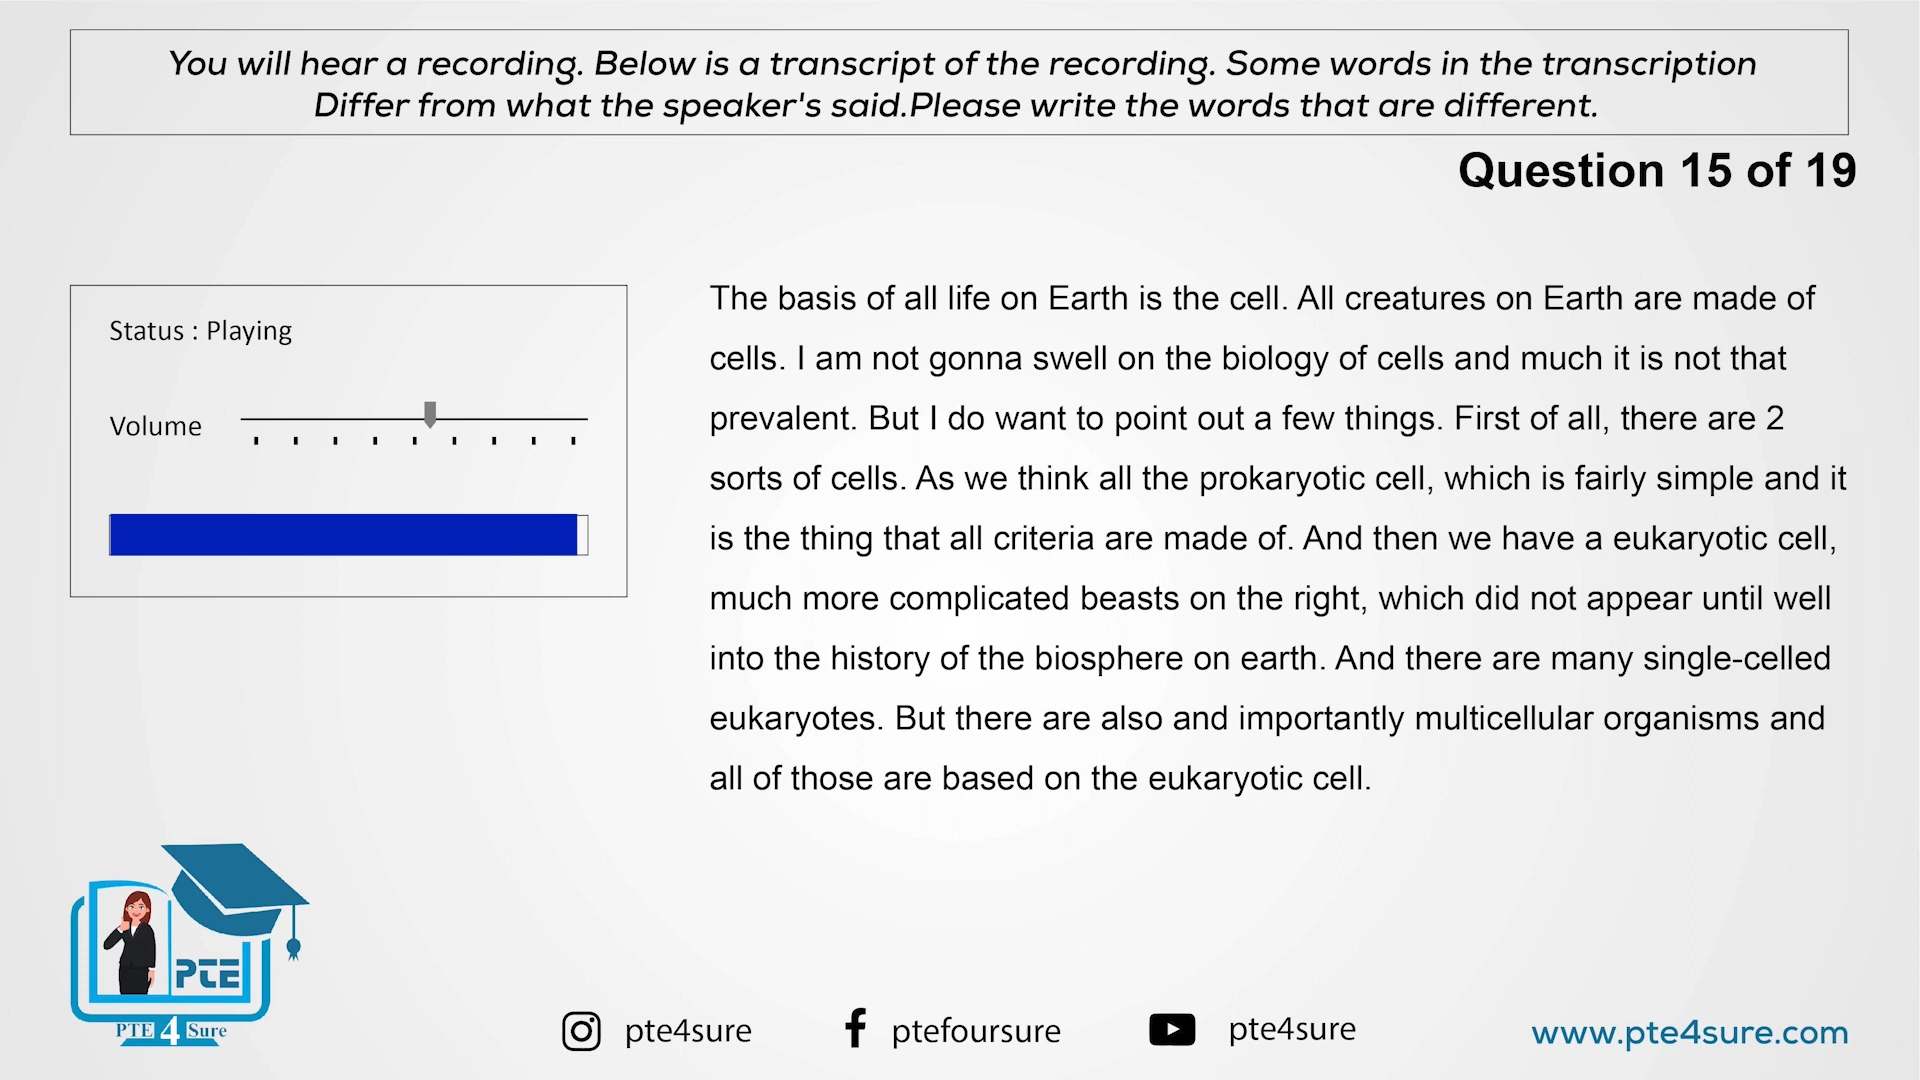 You will hear a recording. Below is a transcript of the recording. Some words in the transcription
Differ from what the speaker's said.Please write the words that are different.
Question 15 of 19
Status : Playing
Volume
The basis of all life on Earth is the cell. All creatures on Earth are made of
cells. I am not gonna swell on the biology of cells and much it is not that
prevalent. But I do want to point out a few things. First of all, there are 2
sorts of cells. As we think all the prokaryotic cell, which is fairly simple and it
is the thing that all criteria are made of. And then we have a eukaryotic cell,
much more complicated beasts on the right, which did not appear until well
into the history of the biosphere on earth. And there are many single-celled
eukaryotes. But there are also and importantly multicellular organisms and
all of those are based on the eukaryotic cell.
PTE
PTE 4 Sure
pte4sure
ptefoursure
pte4sure
www.pte4sure.com